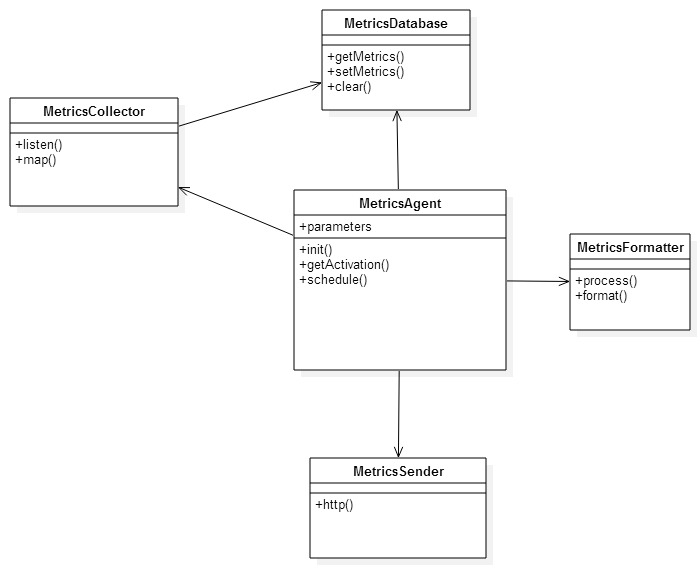 MetricsDatabase
+getMetrics()
+setMetrics()
+clear()
MetricsCollector
+listen()
+map()
MetricsAgent
+parameters
+init()
+getActivation()
+schedule()
MetricsFormatter
+process()
+format()
MetricsSender
+http()